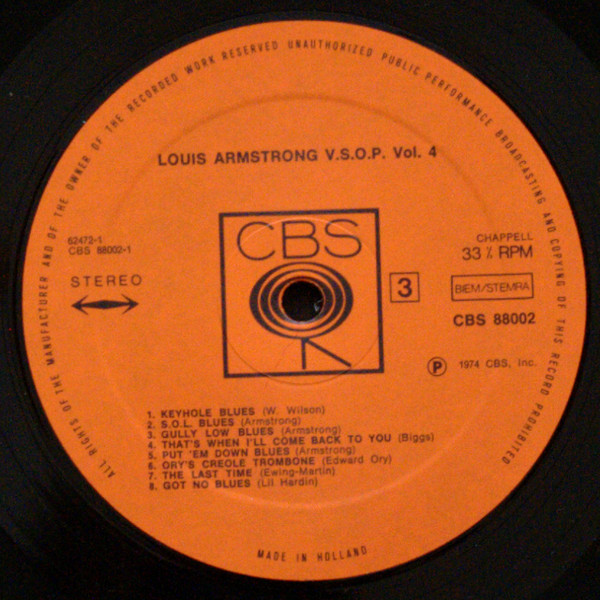 ALL RIGHTS OF THE MANUFACTURER AND OF THE OWNER OF THE RECORDED WORK RESERVED UNAUTHORIZED PUBLIC PERFORMANCE BROADCASTING AND COPYING OF THIS RECORD PROHIBITED
LOUIS ARMSTRONG V.S.O.P. Vol. 4
CBS
62472-1
CBS 88002-1
STEREO
CHAPPELL
33 ⅓ RPM
3
BIEM/STEMRA
CBS 88002
Ⓟ 1974 CBS, Inc.
1. KEYHOLE BLUES (W. Wilson)
2. S.O.L. BLUES (Armstrong)
3. GULLY LOW BLUES (Armstrong)
4. THAT'S WHEN I'LL COME BACK TO YOU (Biggs)
5. PUT 'EM DOWN BLUES (Armstrong)
6. ORY'S CREOLE TROMBONE (Edward Ory)
7. THE LAST TIME (Ewing-Martin)
8. GOT NO BLUES (Lil Hardin)
MADE IN HOLLAND